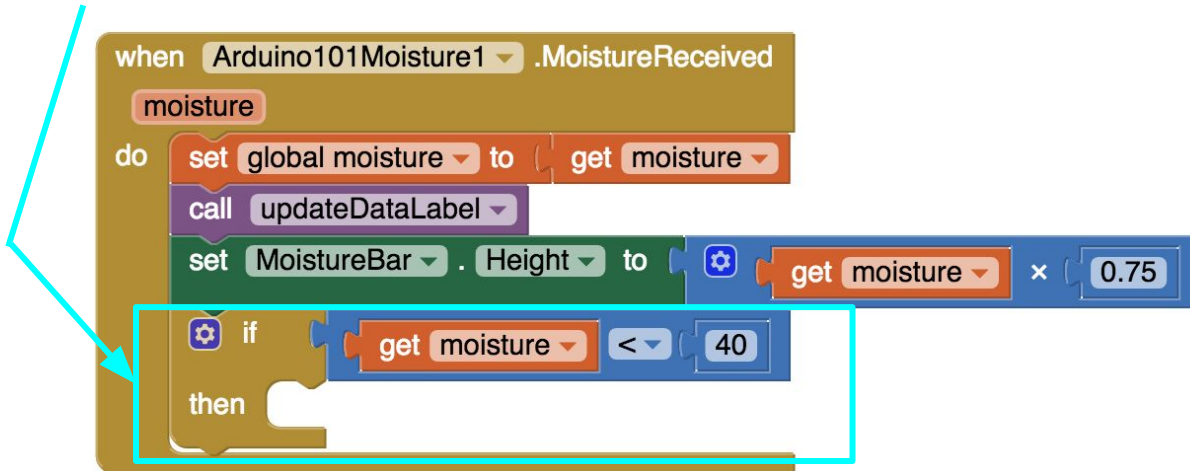 when Arduino101Moisture1 .MoistureReceived
moisture
do set global moisture to get moisture
call updateDataLabel
set MoistureBar . Height to get moisture × 0.75
if get moisture < 40
then